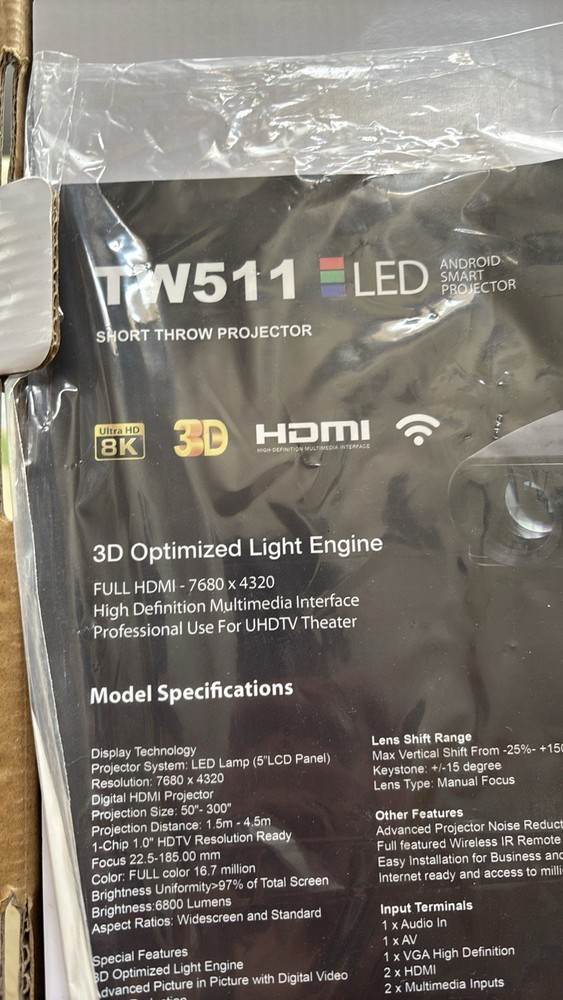 TW511 LED ANDROID
SMART
PROJECTOR
SHORT THROW PROJECTOR
Ultra HD
8K
3D
HDMI
HIGH DEFINITION MULTIMEDIA INTERFACE
3D Optimized Light Engine
FULL HDMI - 7680 x 4320
High Definition Multimedia Interface
Professional Use For UHDTV Theater
Model Specifications
Display Technology
Projector System: LED Lamp (5"LCD Panel)
Resolution: 7680 x 4320
Digital HDMI Projector
Projection Size: 50"- 300"
Projection Distance: 1.5m - 4.5m
1-Chip 1.0" HDTV Resolution Ready
Focus 22.5-185.00 mm
Color: FULL color 16.7 million
Brightness Uniformity>97% of Total Screen
Brightness:6800 Lumens
Aspect Ratios: Widescreen and Standard
Special Features
3D Optimized Light Engine
Advanced Picture in Picture with Digital Video
Lens Shift Range
Max Vertical Shift From -25%- +150
Keystone: +/-15 degree
Lens Type: Manual Focus
Other Features
Advanced Projector Noise Reduct
Full featured Wireless IR Remote
Easy Installation for Business and
Internet ready and access to milli
Input Terminals
1 x Audio In
1 x AV
1 x VGA High Definition
2 x HDMI
2 x Multimedia Inputs